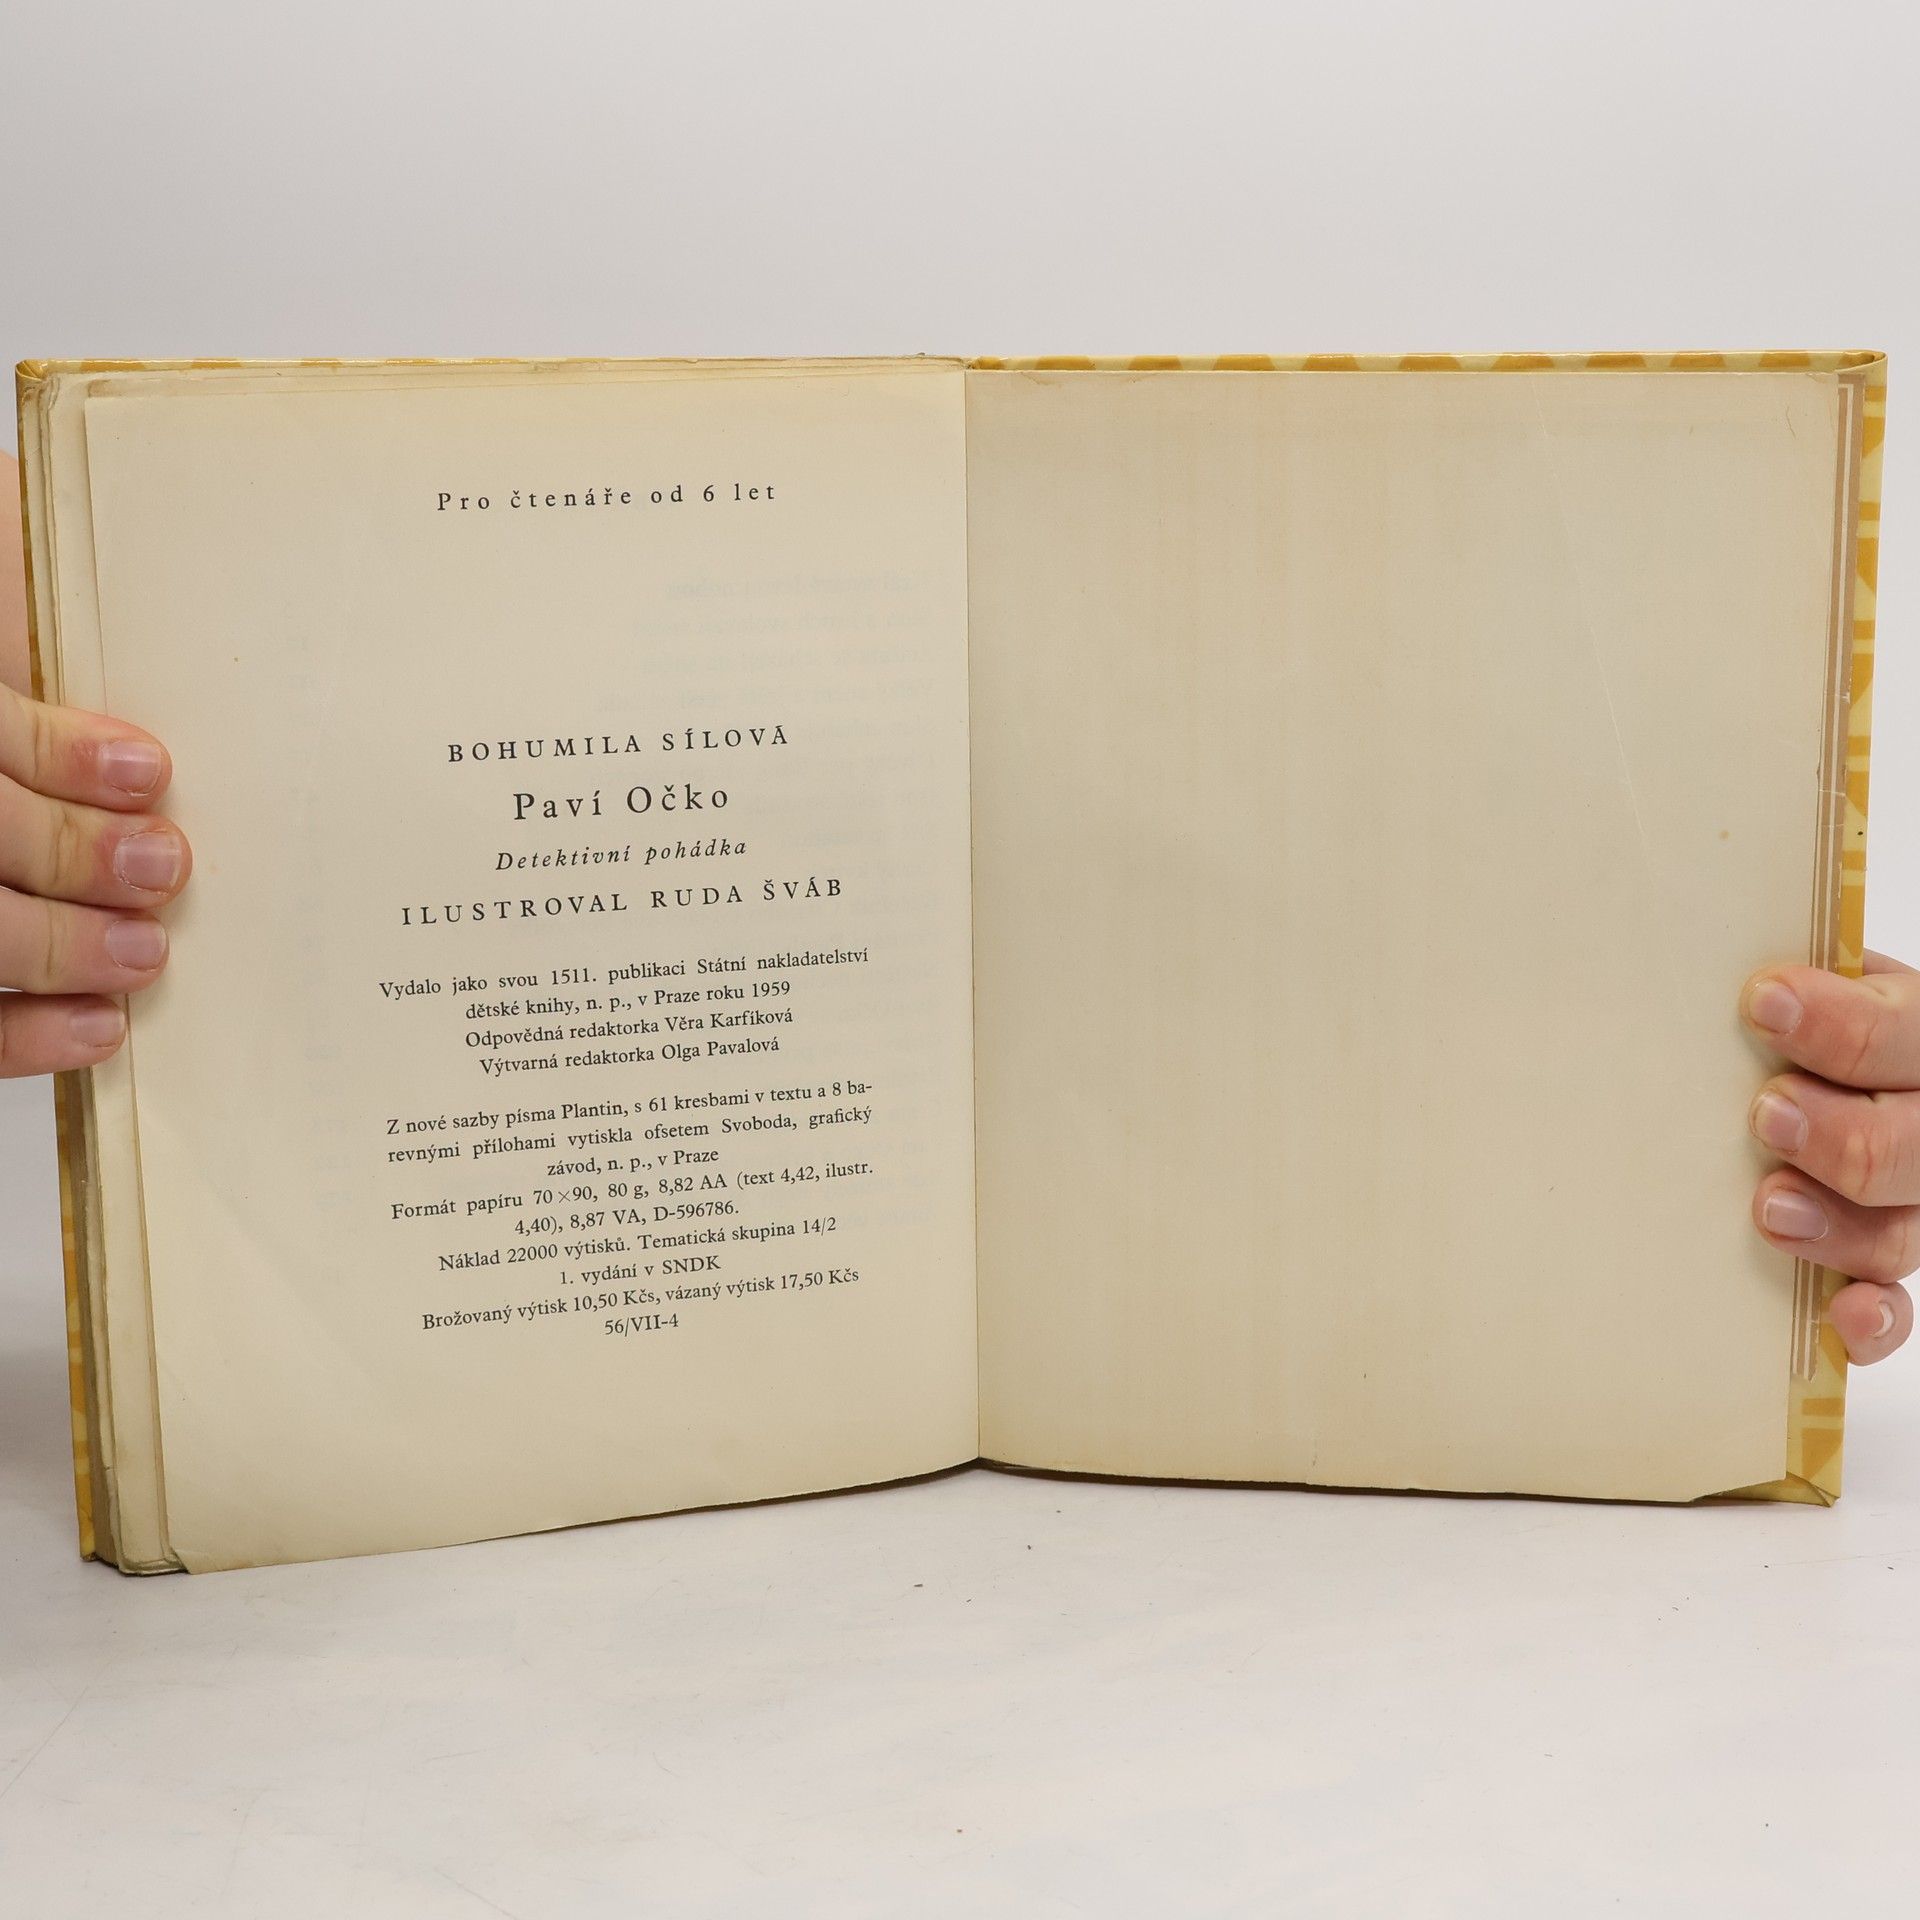 Pro čtenáře od 6 let
BOHUMILA SÍLOVÁ
Paví Očko
Detektivní pohádka
ILUSTROVAL RUDA ŠVÁB
Vydalo jako svou 1511. publikaci Státní nakladatelství
dětské knihy, n. p., v Praze roku 1959
Odpovědná redaktorka Věra Karfíková
Výtvarná redaktorka Olga Pavalová
Z nové sazby písma Plantin, s 61 kresbami v textu a 8 ba-
revnými přílohami vytiskla ofsetem Svoboda, grafický
závod, n. p., v Praze
Formát papíru 70×90, 80 g, 8,82 AA (text 4,42, ilustr.
4,40), 8,87 VA, D-596786.
Náklad 22000 výtisků. Tematická skupina 14/2
1. vydání v SNDK
Brožovaný výtisk 10,50 Kčs, vázaný výtisk 17,50 Kčs
56/VII-4